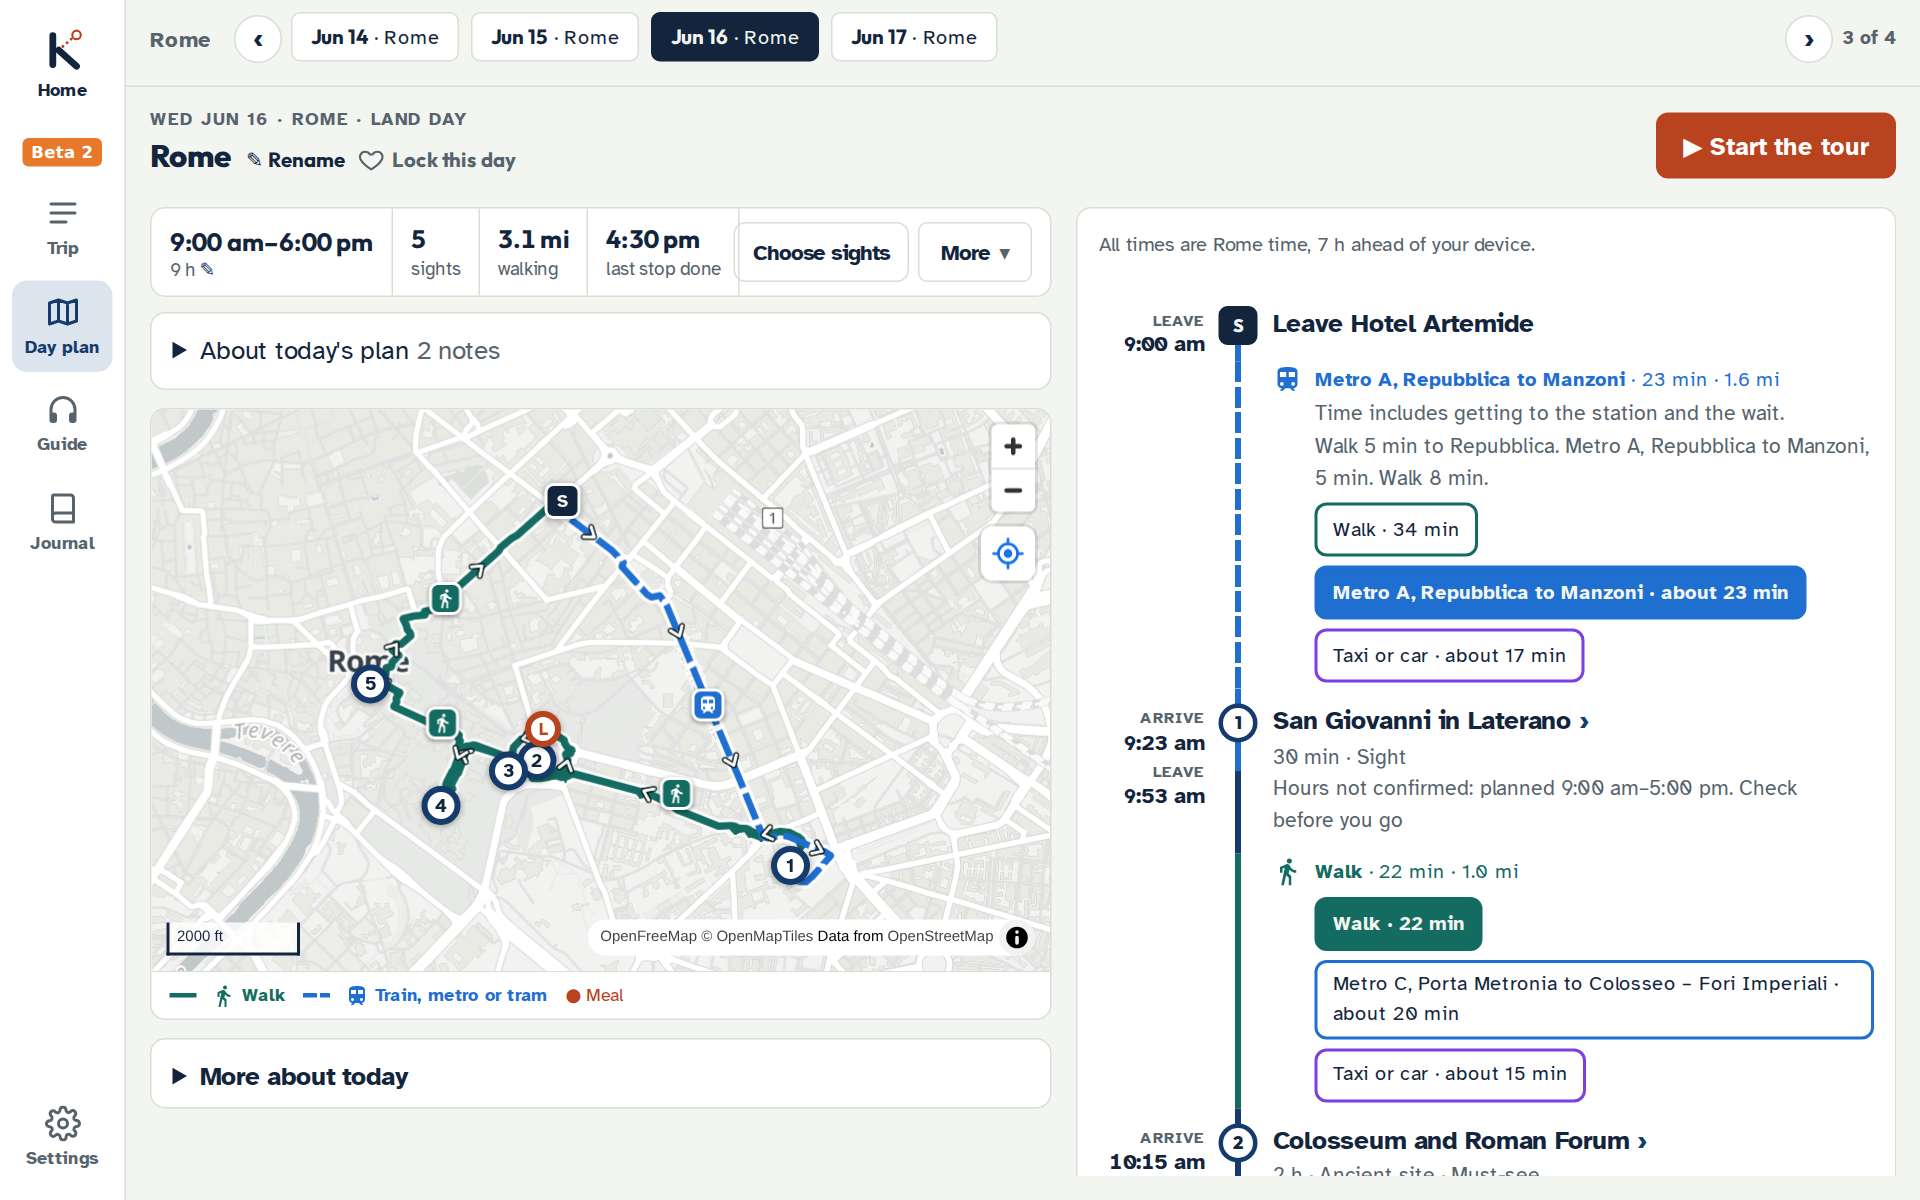 Home
Beta 2
Trip
Day plan
Guide
Journal
Settings
Rome
‹
Jun 14 · Rome
Jun 15 · Rome
Jun 16 · Rome
Jun 17 · Rome
›
3 of 4
WED JUN 16 · ROME · LAND DAY
Rome
✎ Rename
Lock this day
▶ Start the tour
9:00 am–6:00 pm
9 h ✎
5
sights
3.1 mi
walking
4:30 pm
last stop done
Choose sights
More ▼
▶ About today's plan 2 notes
S
1
Rome
5
L
2
3
4
1
Tevere
+
−
2000 ft
OpenFreeMap © OpenMapTiles Data from OpenStreetMap
Walk
Train, metro or tram
Meal
▶ More about today
All times are Rome time, 7 h ahead of your device.
LEAVE
9:00 am
S
Leave Hotel Artemide
Metro A, Repubblica to Manzoni · 23 min · 1.6 mi
Time includes getting to the station and the wait.
Walk 5 min to Repubblica. Metro A, Repubblica to Manzoni,
5 min. Walk 8 min.
Walk · 34 min
Metro A, Repubblica to Manzoni · about 23 min
Taxi or car · about 17 min
ARRIVE
9:23 am
LEAVE
9:53 am
1
San Giovanni in Laterano ›
30 min · Sight
Hours not confirmed: planned 9:00 am–5:00 pm. Check
before you go
Walk · 22 min · 1.0 mi
Walk · 22 min
Metro C, Porta Metronia to Colosseo – Fori Imperiali ·
about 20 min
Taxi or car · about 15 min
ARRIVE
10:15 am
2
Colosseum and Roman Forum ›
2 h · Ancient site · Must-see